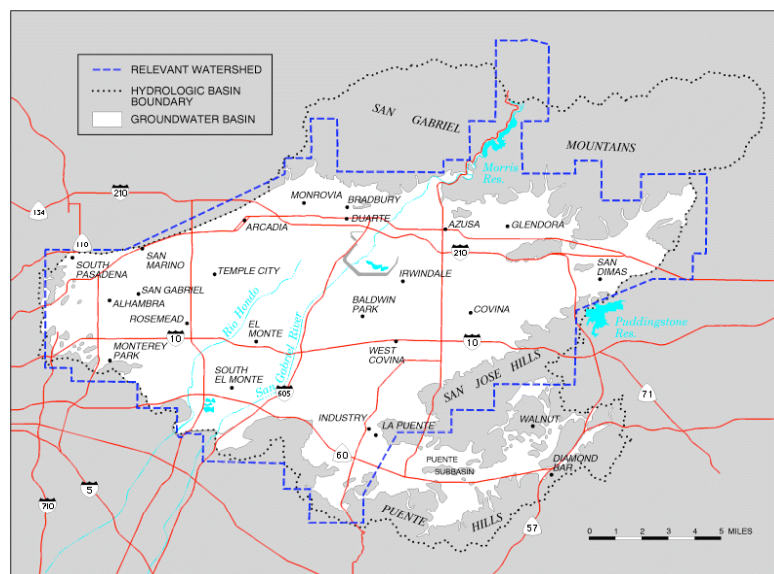 RELEVANT WATERSHED
HYDROLOGIC BASIN
BOUNDARY
GROUNDWATER BASIN
SAN GABRIEL
MOUNTAINS
Morris
Res.
210
134
MONROVIA
BRADBURY
DUARTE
ARCADIA
AZUSA
GLENDORA
110
SOUTH
PASADENA
SAN
MARINO
210
SAN
DIMAS
TEMPLE CITY
IRWINDALE
SAN GABRIEL
ALHAMBRA
ROSEMEAD
Rio Hondo
BALDWIN
PARK
COVINA
Puddingstone
Res.
EL
MONTE
San Gabriel River
10
10
MONTEREY
PARK
WEST
COVINA
SOUTH
EL MONTE
605
SAN JOSE HILLS
71
INDUSTRY
LA PUENTE
WALNUT
60
PUENTE
SUBBASIN
DIAMOND
BAR
5
710
PUENTE HILLS
57
0 1 2 3 4 5 MILES